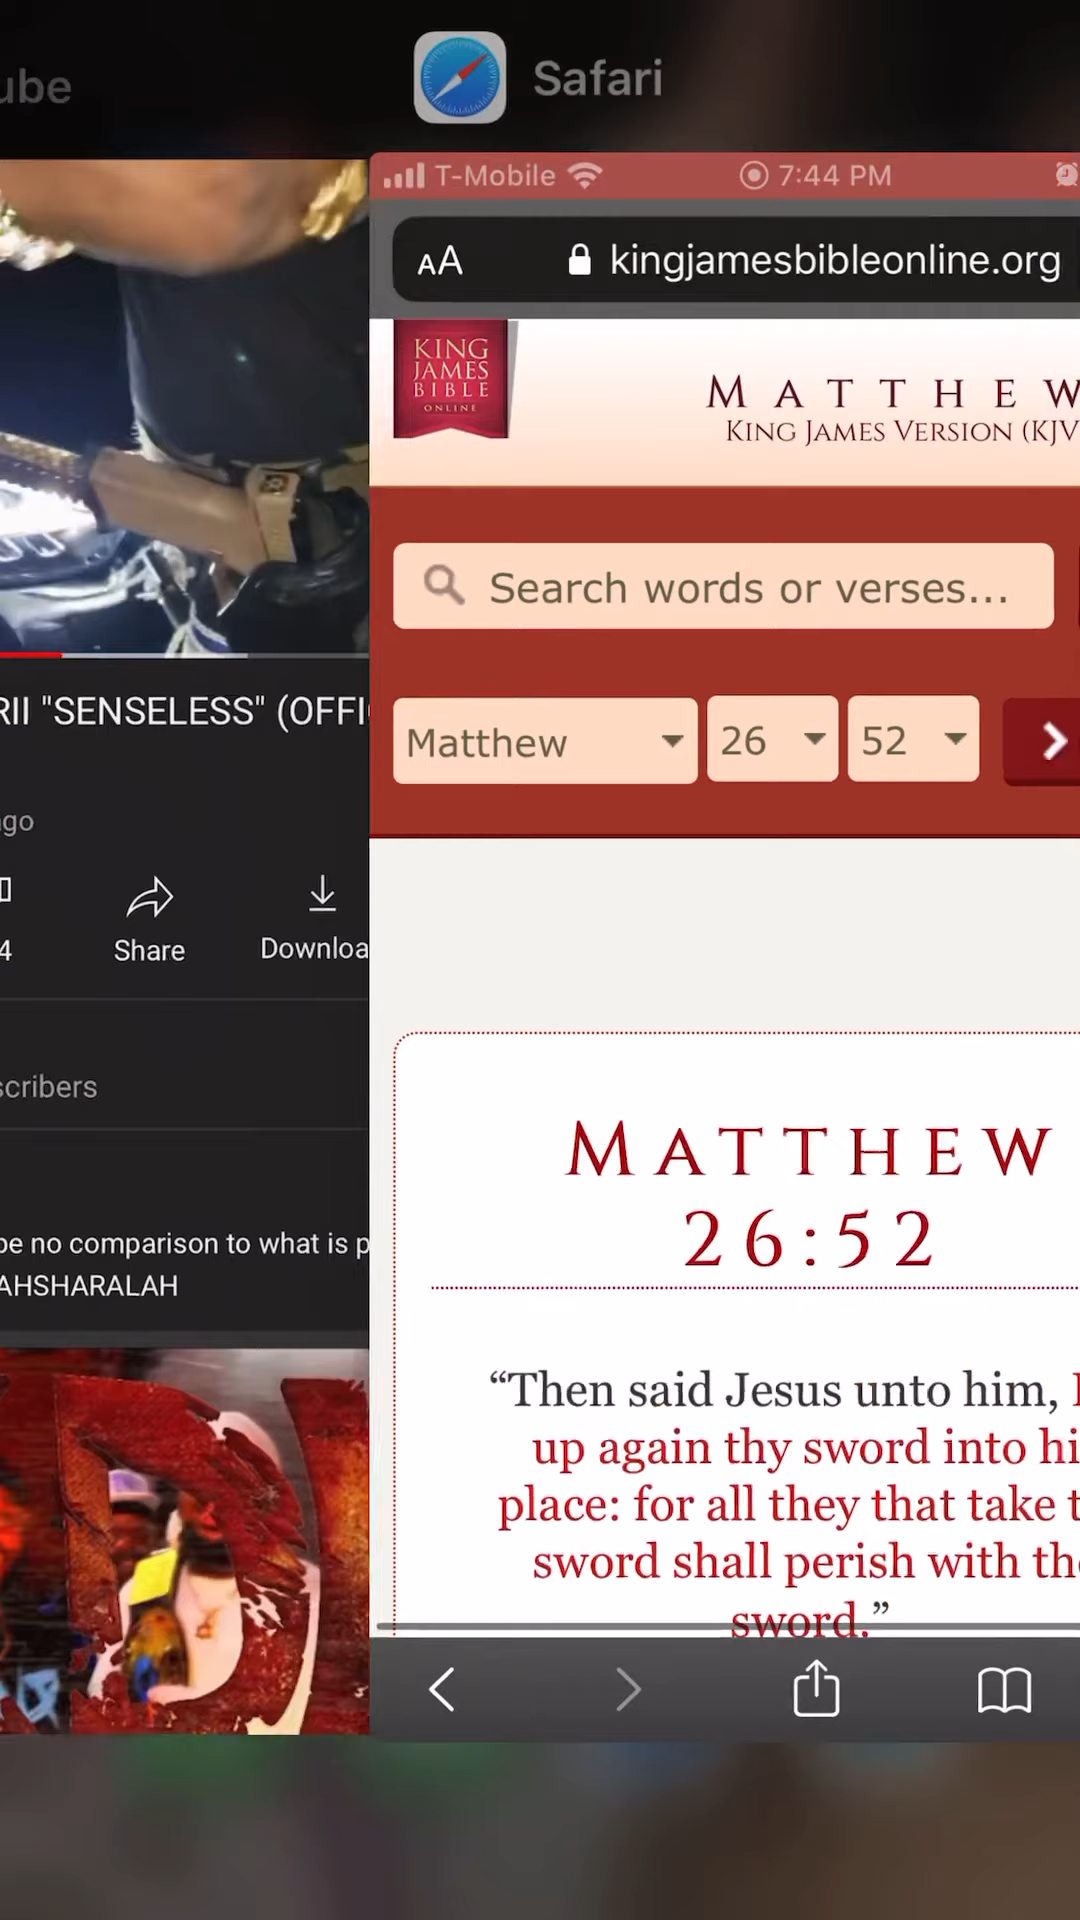 ube
Safari
T-Mobile
7:44 PM
AA
kingjamesbibleonline.org
KING
JAMES
BIBLE
ONLINE
MATTHEW
KING JAMES VERSION (KJV
Search words or verses...
RII "SENSELESS" (OFFI
Matthew
26
52
ago
4
Share
Downloa
scribers
MATTHEW
26:52
be no comparison to what is p
AHSHARALAH
“Then said Jesus unto him,
up again thy sword into hi
place: for all they that take t
sword shall perish with the
sword.”